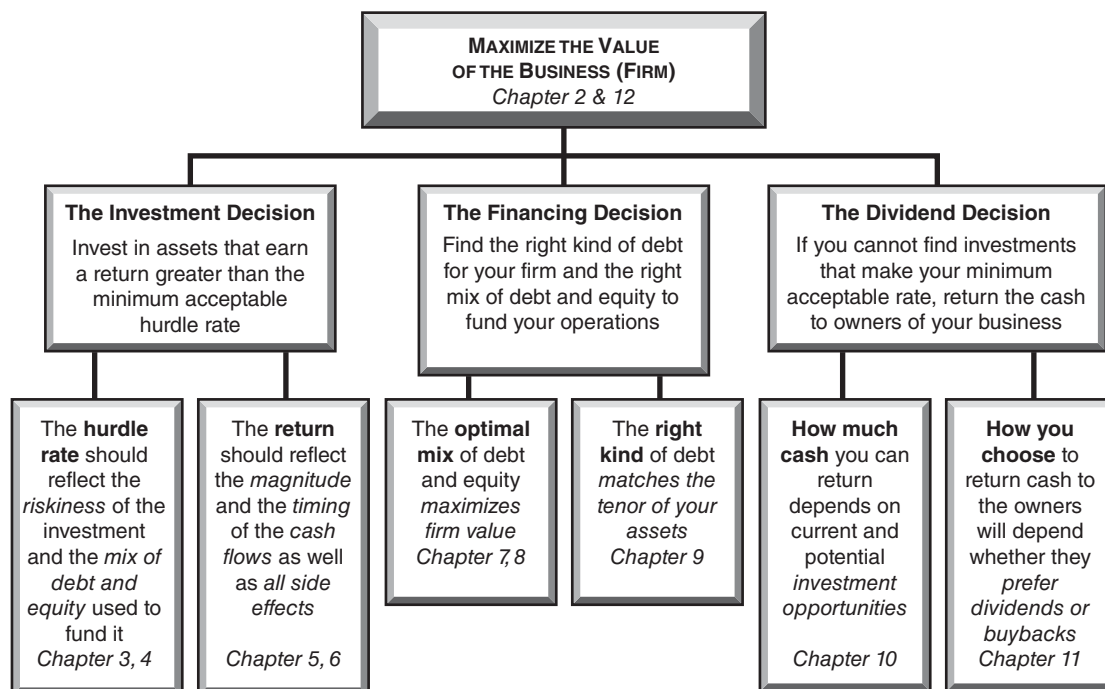 MAXIMIZE THE VALUE
OF THE BUSINESS (FIRM)
Chapter 2 & 12
The Investment Decision
Invest in assets that earn
a return greater than the
minimum acceptable
hurdle rate
The Financing Decision
Find the right kind of debt
for your firm and the right
mix of debt and equity to
fund your operations
The Dividend Decision
If you cannot find investments
that make your minimum
acceptable rate, return the cash
to owners of your business
The hurdle
rate should
reflect the
riskiness of the
investment
and the mix of
debt and
equity used to
fund it
Chapter 3, 4
The return
should reflect
the magnitude
and the timing
of the cash
flows as well
as all side
effects
Chapter 5, 6
The optimal
mix of debt
and equity
maximizes
firm value
Chapter 7, 8
The right
kind of debt
matches the
tenor of your
assets
Chapter 9
How much
cash you can
return
depends on
current and
potential
investment
opportunities
Chapter 10
How you
choose to
return cash to
the owners
will depend
whether they
prefer
dividends or
buybacks
Chapter 11